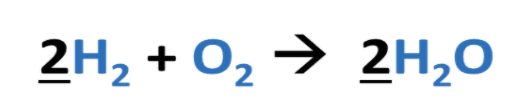 2H₂ + O₂ → 2H₂O